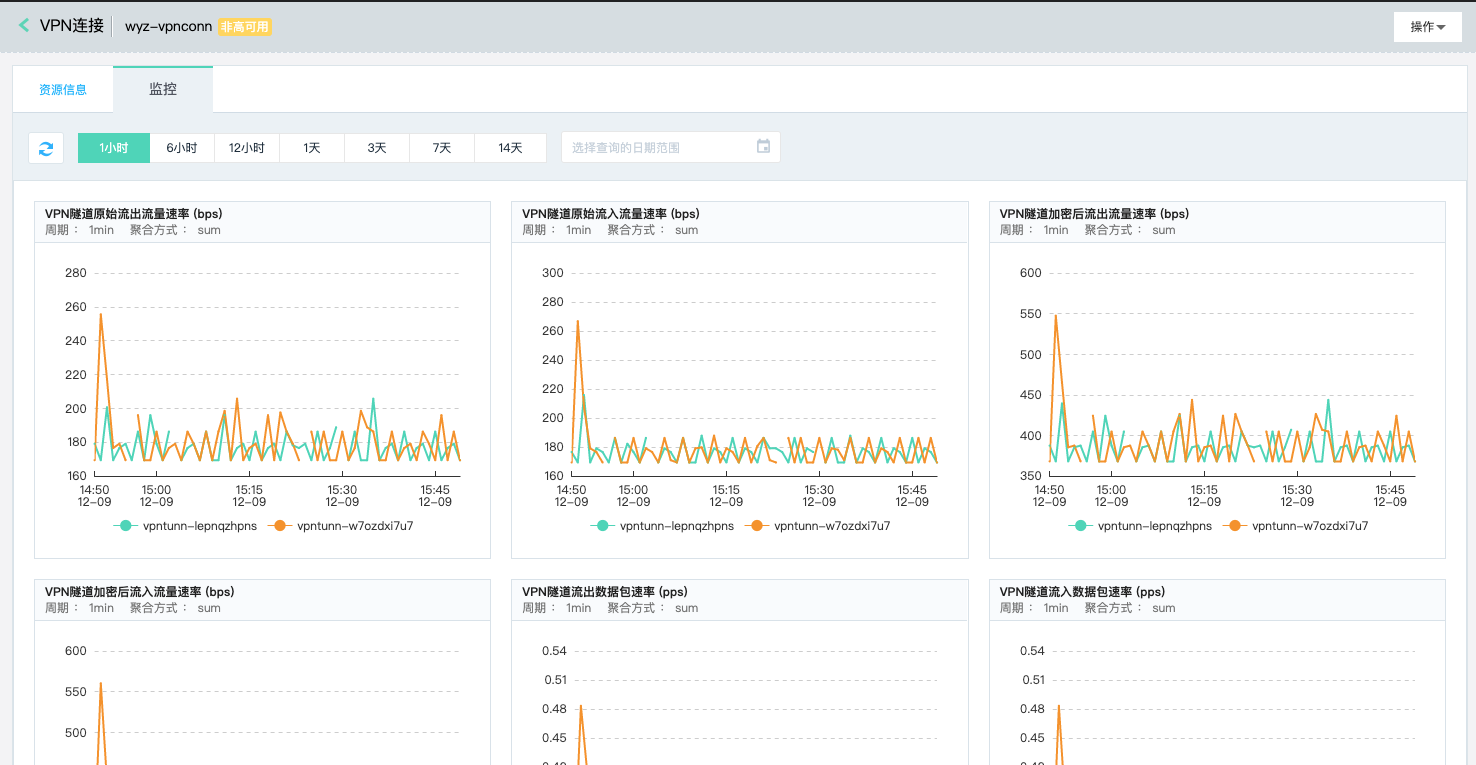 VPN连接 wyz-vpnconn 非高可用 操作
资源信息 监控
1小时 6小时 12小时 1天 3天 7天 14天 选择查询的日期范围
VPN隧道原始流出流量速率 (bps)
周期： 1min 聚合方式： sum
280
260
240
220
200
180
160
14:50 15:00 15:15 15:30 15:45
12-09 12-09 12-09 12-09 12-09
vpntunn-lepnqzhpns vpntunn-w7ozdxi7u7
VPN隧道原始流入流量速率 (bps)
周期： 1min 聚合方式： sum
300
280
260
240
220
200
180
160
14:50 15:00 15:15 15:30 15:45
12-09 12-09 12-09 12-09 12-09
vpntunn-lepnqzhpns vpntunn-w7ozdxi7u7
VPN隧道加密后流出流量速率 (bps)
周期： 1min 聚合方式： sum
600
550
500
450
400
350
14:50 15:00 15:15 15:30 15:45
12-09 12-09 12-09 12-09 12-09
vpntunn-lepnqzhpns vpntunn-w7ozdxi7u7
VPN隧道加密后流入流量速率 (bps)
周期： 1min 聚合方式： sum
600
550
500
VPN隧道流出数据包速率 (pps)
周期： 1min 聚合方式： sum
0.54
0.51
0.48
0.45
VPN隧道流入数据包速率 (pps)
周期： 1min 聚合方式： sum
0.54
0.51
0.48
0.45